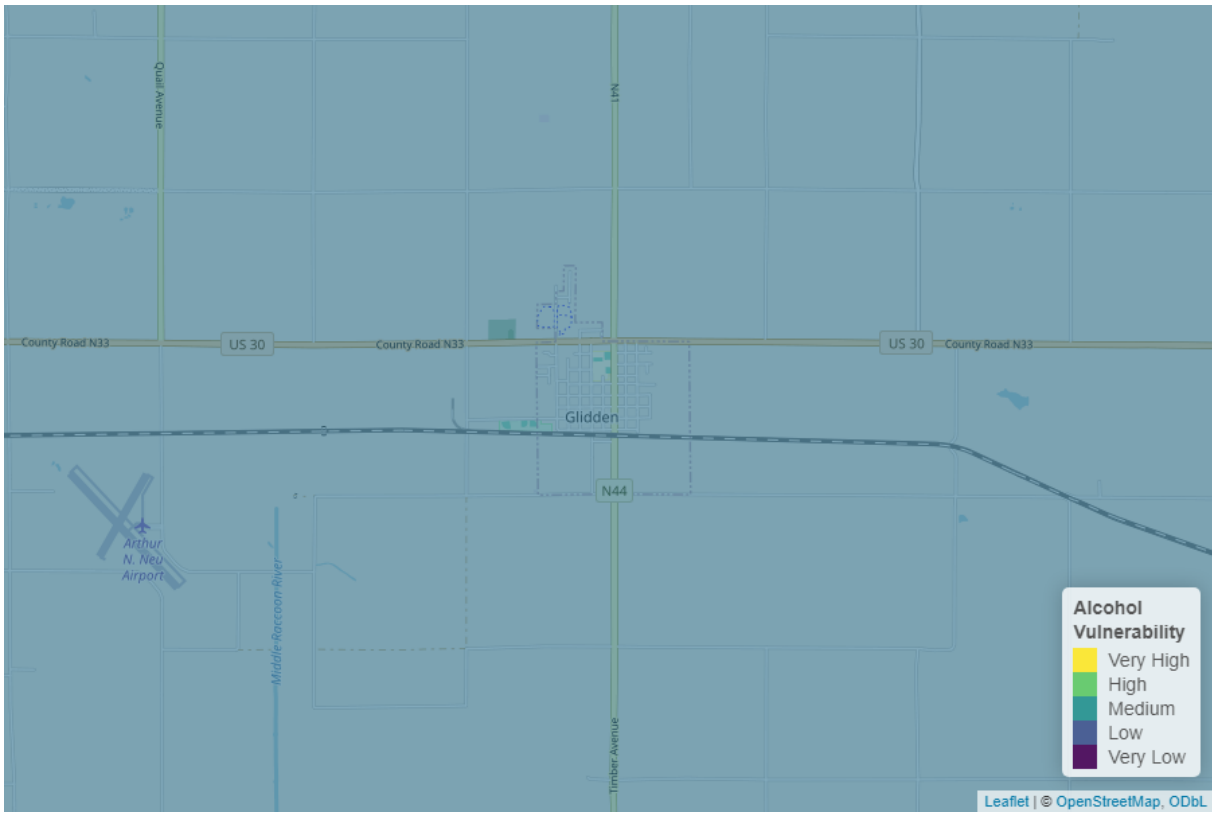 Quail Avenue
N41
County Road N33
US 30
County Road N33
US 30
County Road N33
Glidden
N44
Arthur
N. Neu
Airport
Middle Raccoon River
Timber Avenue
Alcohol
Vulnerability
Very High
High
Medium
Low
Very Low
Leaflet | © OpenStreetMap, ODbL